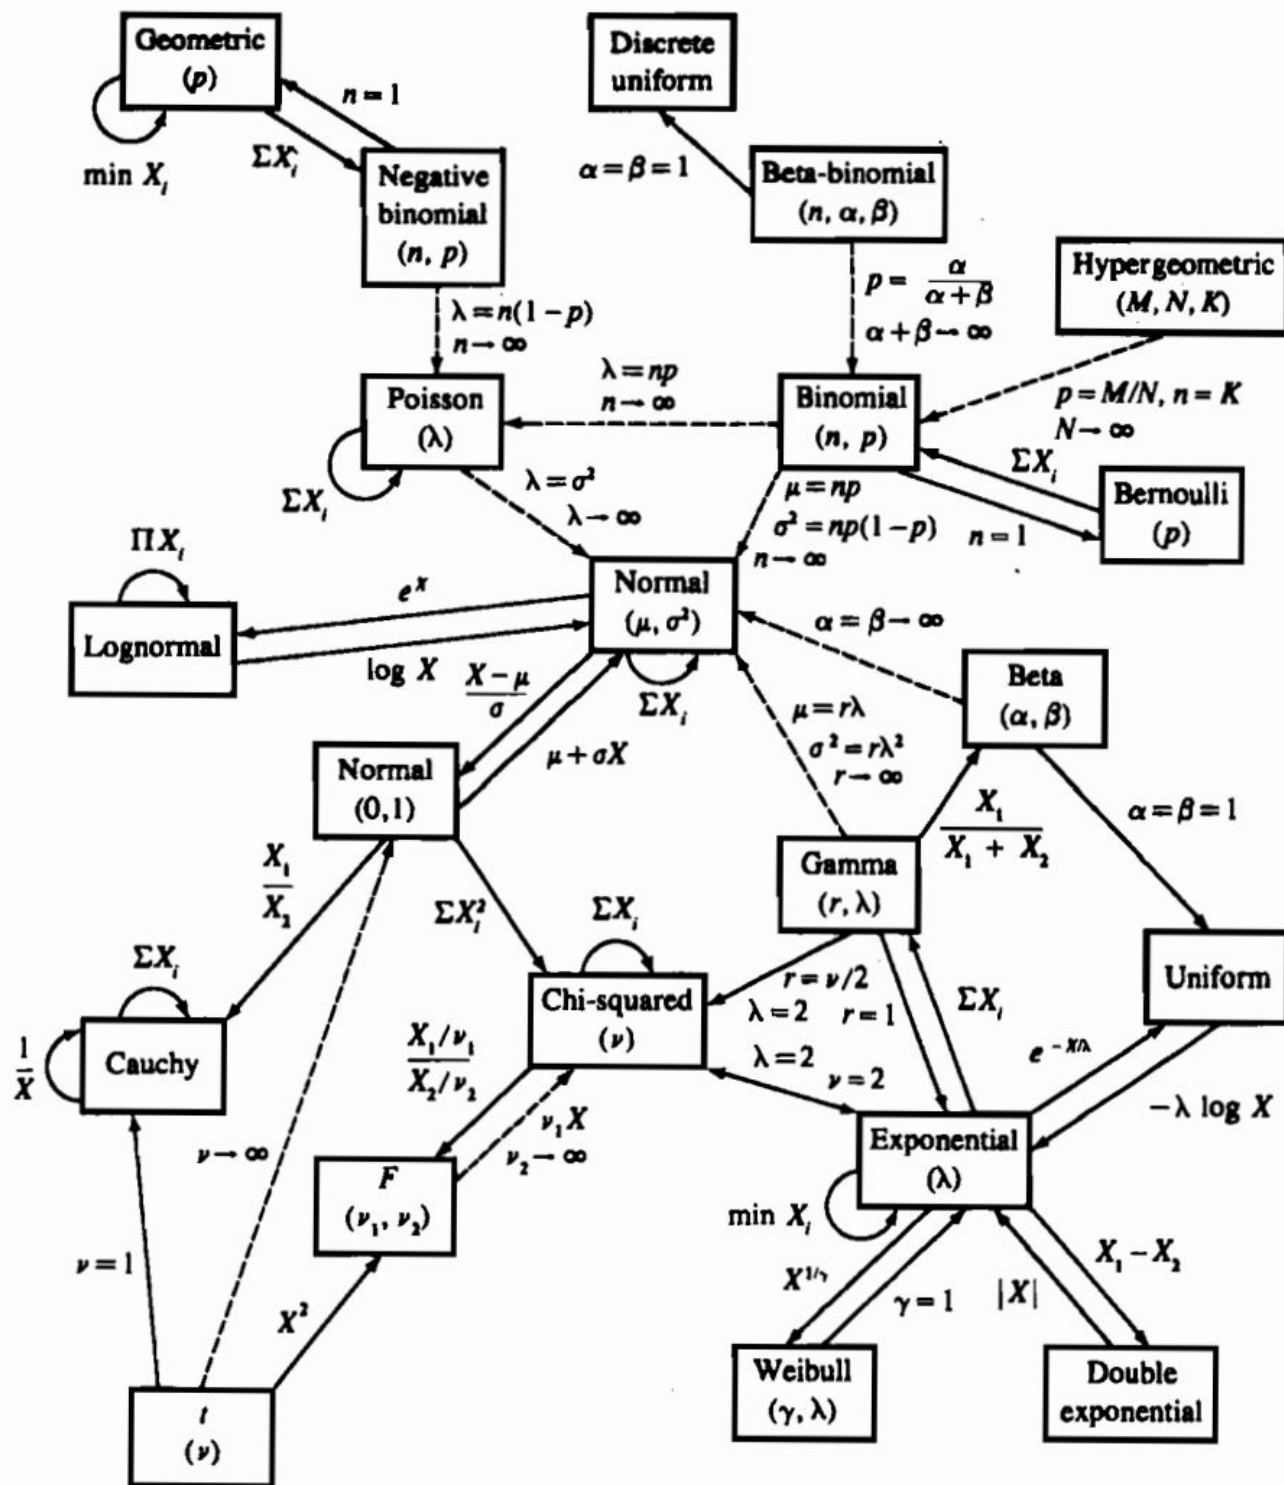 Geometric
(p)
n = 1
min X_i
ΣX_i
Negative
binomial
(n, p)
Discrete
uniform
α = β = 1
Beta-binomial
(n, α, β)
p = α / (α + β)
α + β → ∞
Hypergeometric
(M, N, K)
p = M/N, n = K
N → ∞
λ = n(1 − p)
n → ∞
Poisson
(λ)
ΣX_i
λ = np
n → ∞
Binomial
(n, p)
ΣX_i
Bernoulli
(p)
n = 1
λ = σ²
λ → ∞
μ = np
σ² = np(1 − p)
n → ∞
ΠX_i
Lognormal
e^X
log X
Normal
(μ, σ²)
ΣX_i
α = β → ∞
Beta
(α, β)
(X − μ) / σ
μ + σX
μ = rλ
σ² = rλ²
r → ∞
Normal
(0,1)
X_1 / (X_1 + X_2)
α = β = 1
Gamma
(r, λ)
X_1 / X_2
ΣX_i²
ΣX_i
ΣX_i
Uniform
Chi-squared
(ν)
r = ν/2
λ = 2
r = 1
ΣX_i
1 / X
Cauchy
(X_1/ν_1) / (X_2/ν_2)
λ = 2
ν = 2
e^(−X/λ)
−λ log X
ν → ∞
ν_1 X
ν_2 → ∞
Exponential
(λ)
min X_i
F
(ν_1, ν_2)
ν = 1
X²
X^(1/γ)
γ = 1
|X|
X_1 − X_2
t
(ν)
Weibull
(γ, λ)
Double
exponential